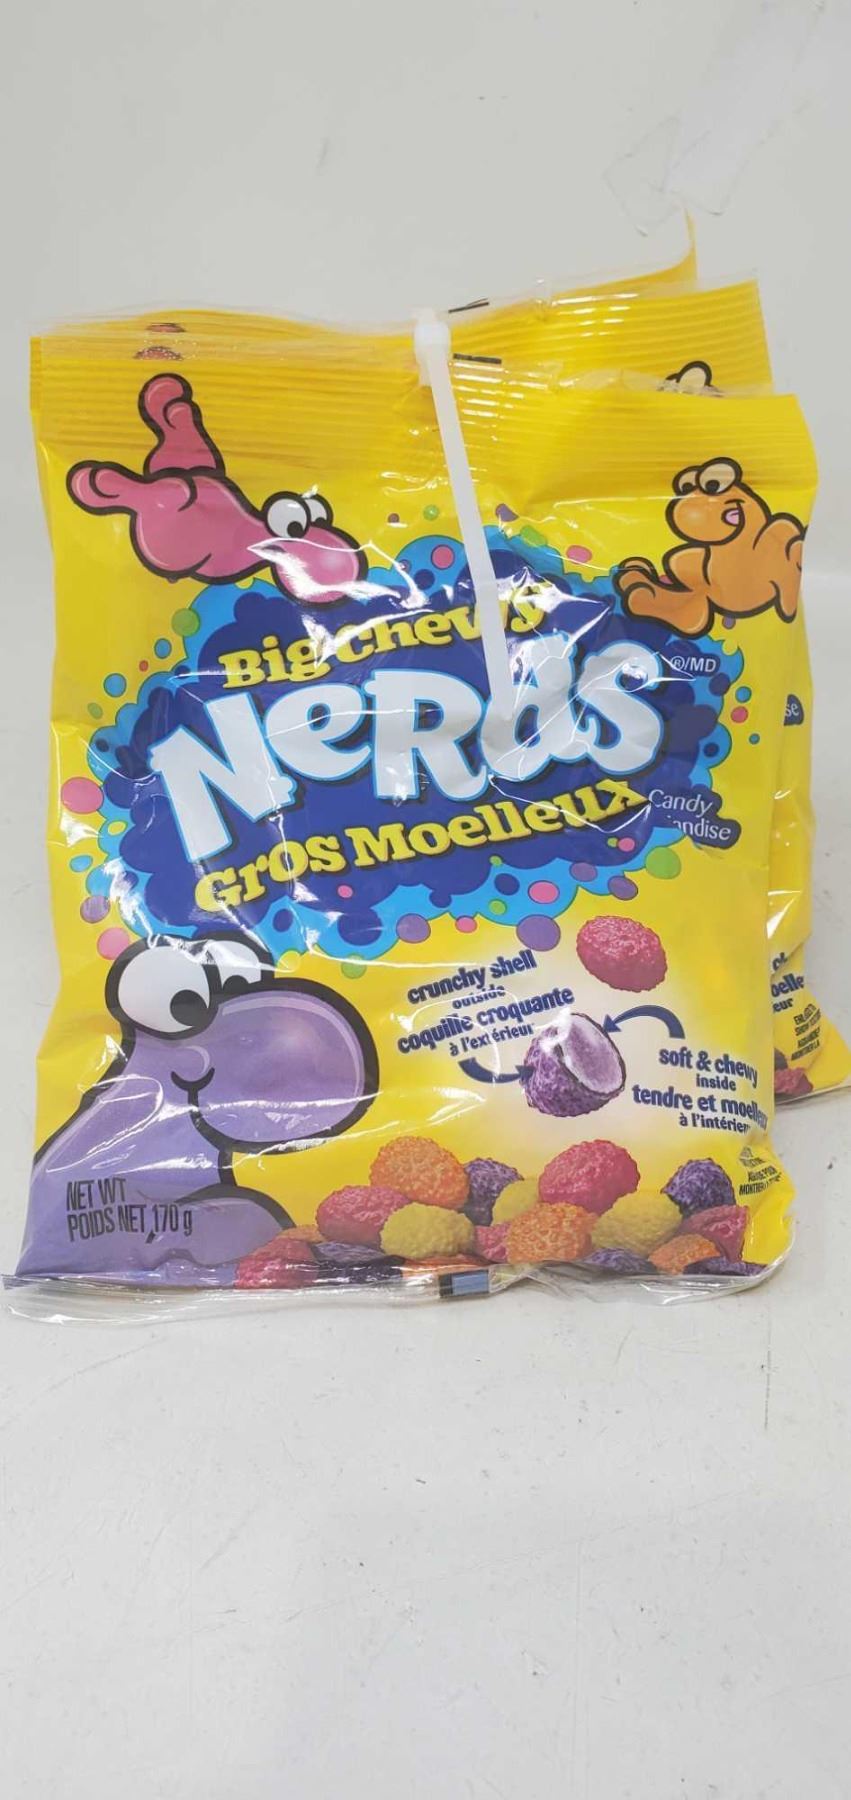 Big Chewy
NeRdS
®/MD
Gros Moelleux
Candy
crunchy shell
outside
coquille croquante
à l'extérieur
soft & chewy
inside
tendre et moelleux
à l'intérieur
NET WT
POIDS NET 170 g